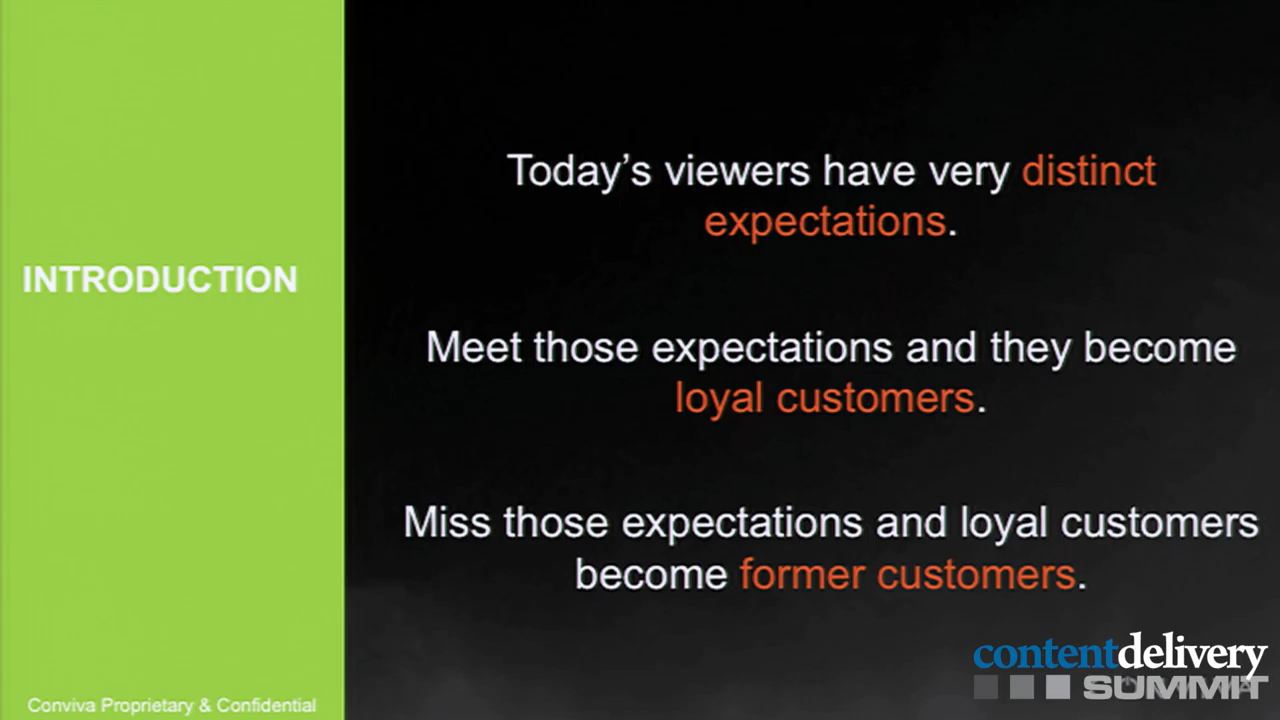 INTRODUCTION
Today's viewers have very distinct
expectations.
Meet those expectations and they become
loyal customers.
Miss those expectations and loyal customers
become former customers.
Conviva Proprietary & Confidential
contentdelivery
SUMMIT